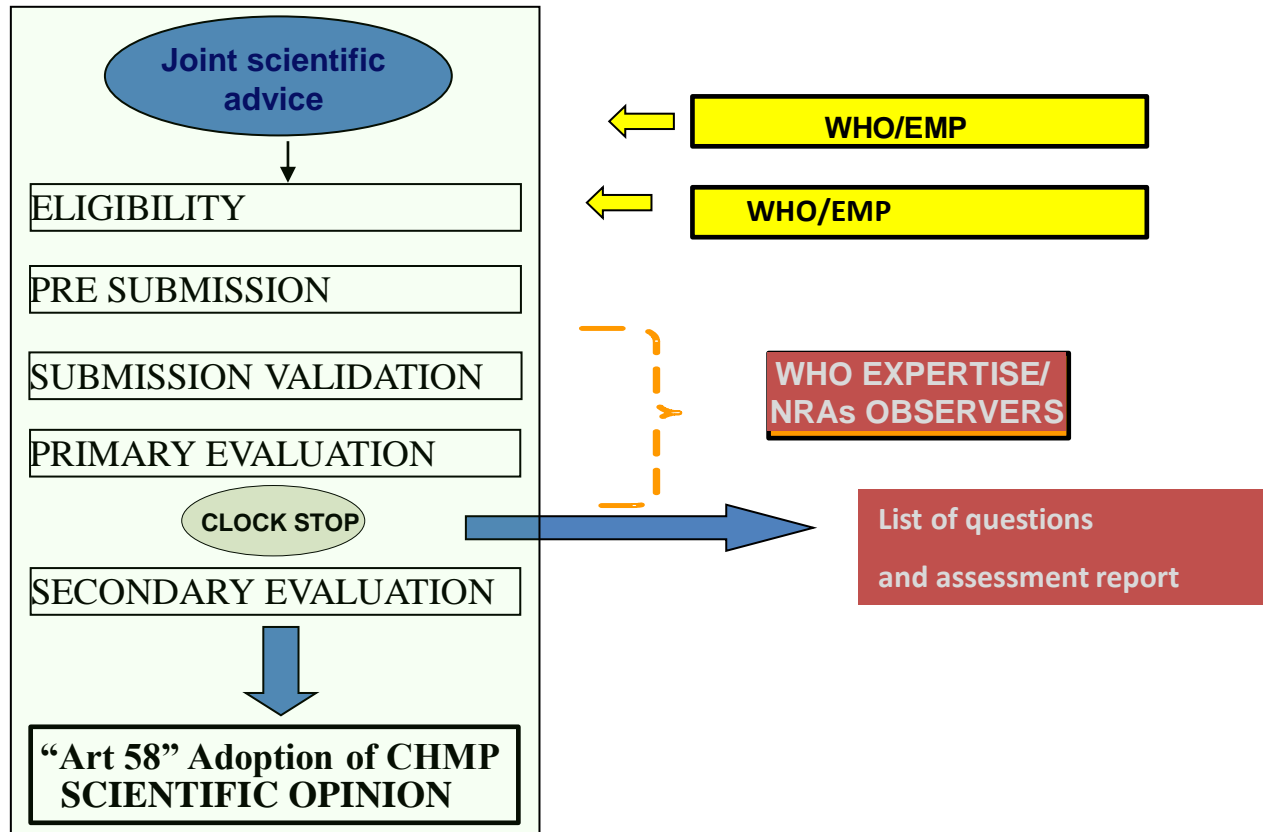 Joint scientific
advice
WHO/EMP
ELIGIBILITY
WHO/EMP
PRE SUBMISSION
SUBMISSION VALIDATION
WHO EXPERTISE/
NRAs OBSERVERS
PRIMARY EVALUATION
CLOCK STOP
List of questions
and assessment report
SECONDARY EVALUATION
“Art 58” Adoption of CHMP
SCIENTIFIC OPINION